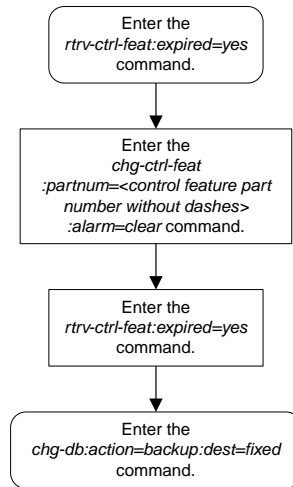 Enter the
rtrv-ctrl-feat:expired=yes
command.
Enter the
chg-ctrl-feat
:partnum=<control feature part
number without dashes>
:alarm=clear command.
Enter the
rtrv-ctrl-feat:expired=yes
command.
Enter the
chg-db:action=backup:dest=fixed
command.